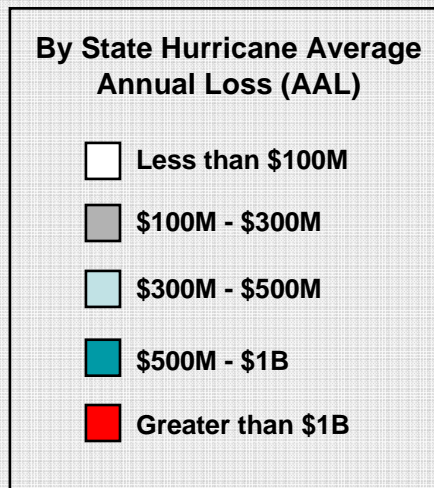 By State Hurricane Average
Annual Loss (AAL)
Less than $100M
$100M - $300M
$300M - $500M
$500M - $1B
Greater than $1B